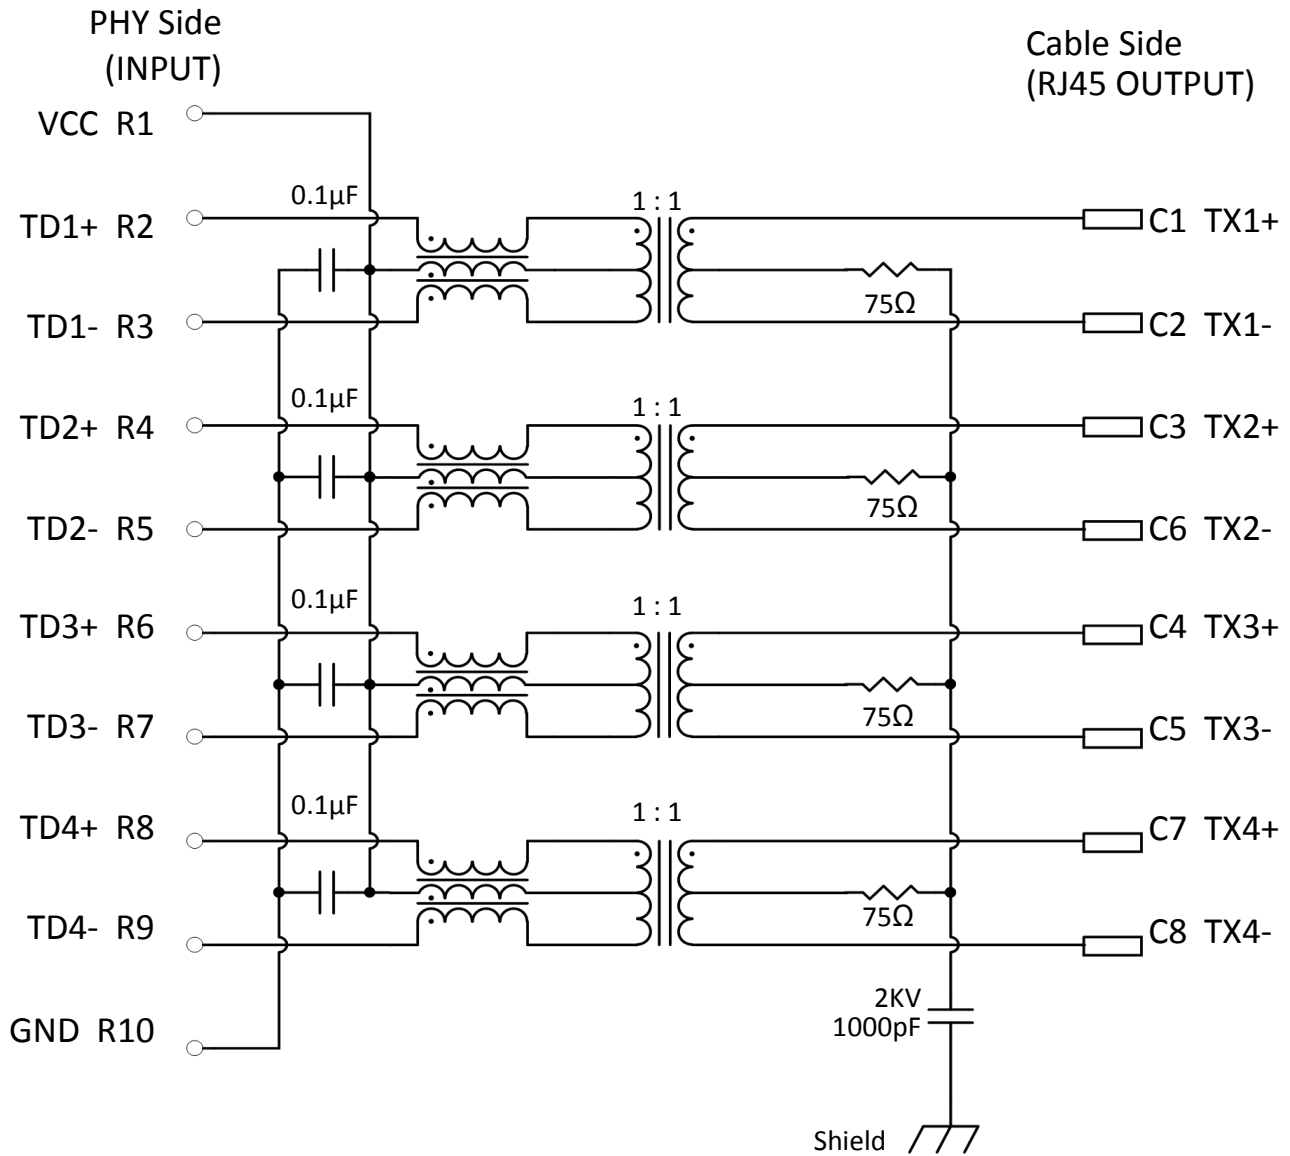 PHY Side
(INPUT)
Cable Side
(RJ45 OUTPUT)
VCC R1
0.1µF
1 : 1
TD1+ R2
C1 TX1+
75Ω
TD1- R3
C2 TX1-
0.1µF
1 : 1
TD2+ R4
C3 TX2+
75Ω
TD2- R5
C6 TX2-
0.1µF
1 : 1
TD3+ R6
C4 TX3+
75Ω
TD3- R7
C5 TX3-
0.1µF
1 : 1
TD4+ R8
C7 TX4+
75Ω
TD4- R9
C8 TX4-
2KV
1000pF
GND R10
Shield